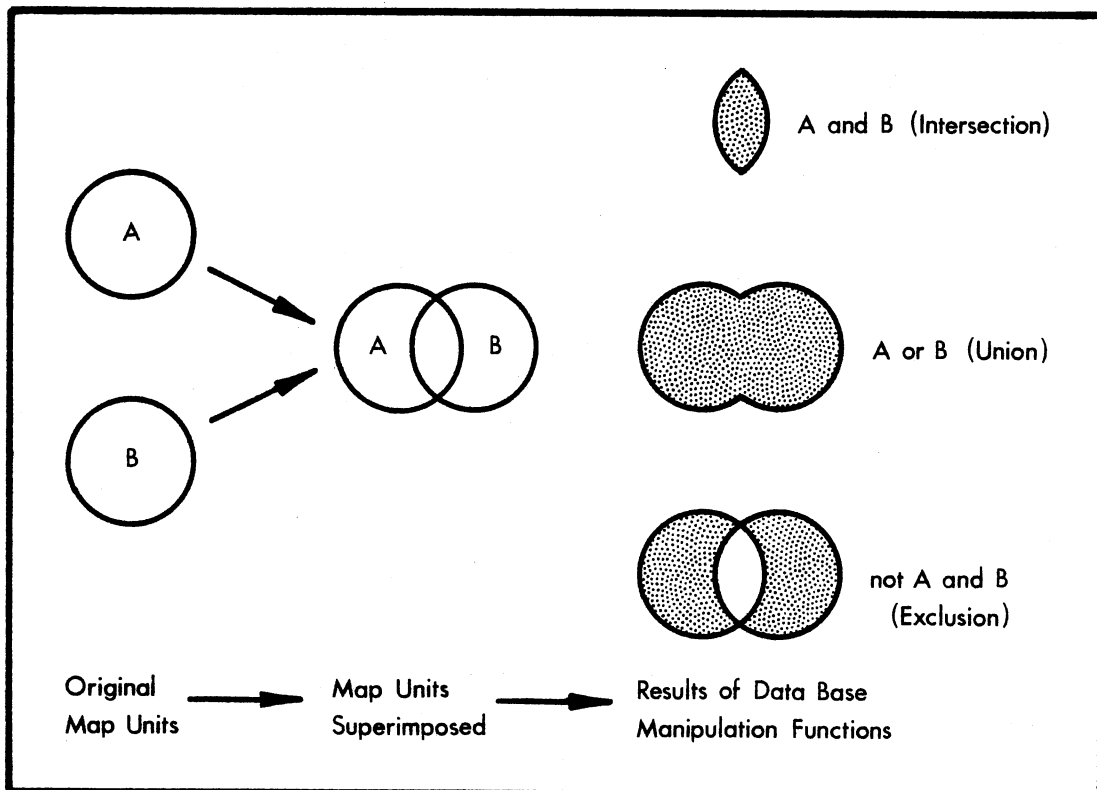 A
B
A
B
A and B (Intersection)
A or B (Union)
not A and B
(Exclusion)
Original
Map Units
Map Units
Superimposed
Results of Data Base
Manipulation Functions